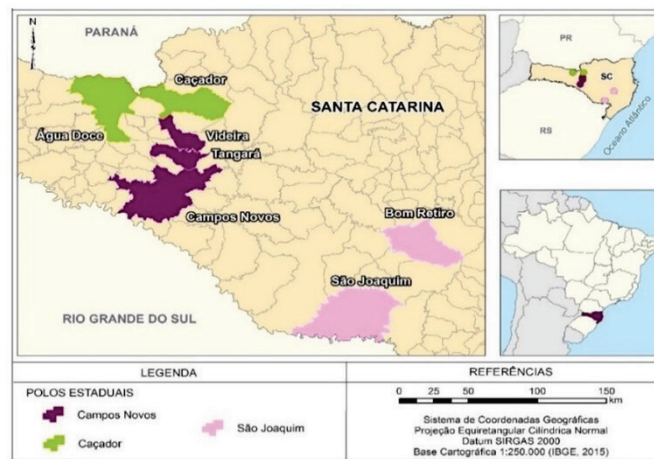 N
PARANÁ
Caçador
SANTA CATARINA
Água Doce
Videira
Tangará
Campos Novos
Bom Retiro
São Joaquim
RIO GRANDE DO SUL
PR
SC
RS
Oceano Atlântico
LEGENDA
POLOS ESTADUAIS
Campos Novos
São Joaquim
Caçador
REFERÊNCIAS
0 12,5 25 50 100 150
km
Sistema de Coordenadas Geográficas
Projeção Equiretangular Cilíndrica Normal
Datum SIRGAS 2000
Base Cartográfica 1:250.000 (IBGE, 2015)